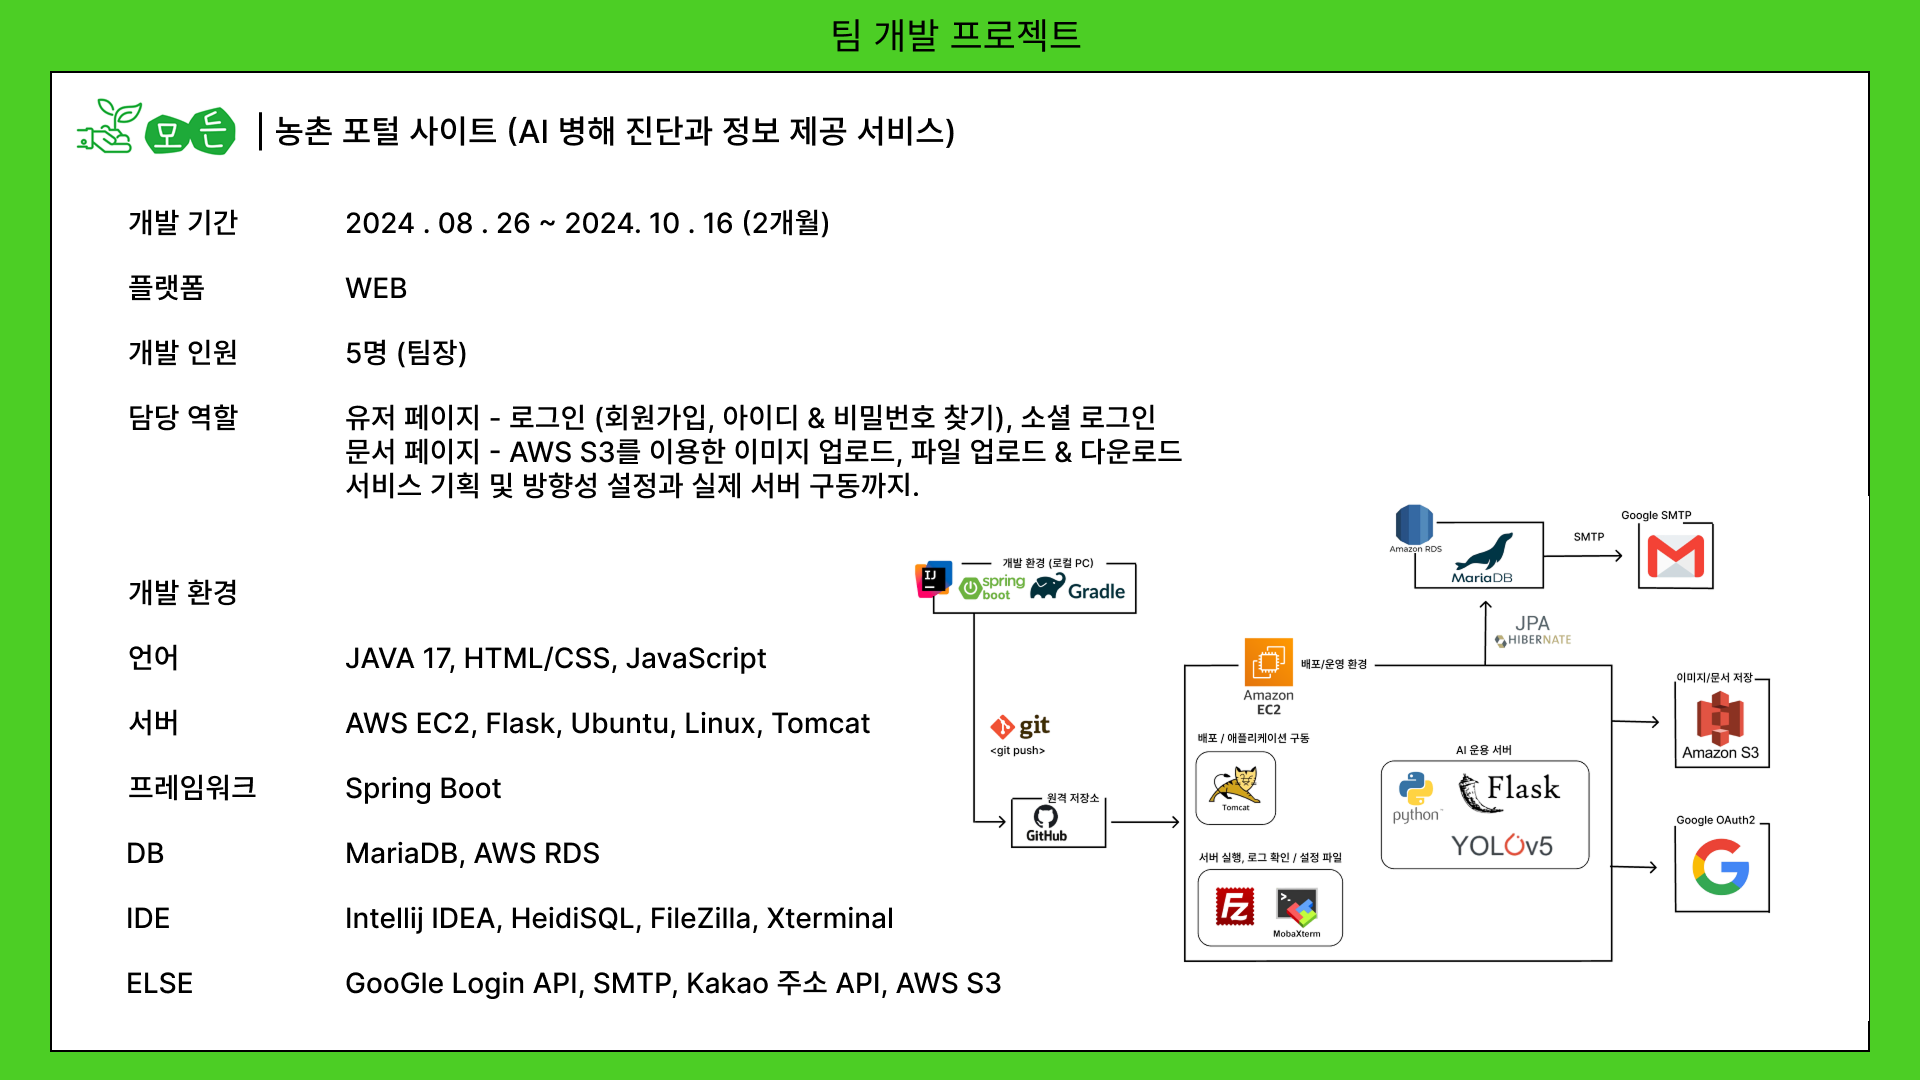 팀 개발 프로젝트
모든 | 농촌 포털 사이트 (AI 병해 진단과 정보 제공 서비스)
개발 기간 2024 . 08 . 26 ~ 2024. 10 . 16 (2개월)
플랫폼 WEB
개발 인원 5명 (팀장)
담당 역할 유저 페이지 - 로그인 (회원가입, 아이디 & 비밀번호 찾기), 소셜 로그인
문서 페이지 - AWS S3를 이용한 이미지 업로드, 파일 업로드 & 다운로드
서비스 기획 및 방향성 설정과 실제 서버 구동까지.
개발 환경
언어 JAVA 17, HTML/CSS, JavaScript
서버 AWS EC2, Flask, Ubuntu, Linux, Tomcat
프레임워크 Spring Boot
DB MariaDB, AWS RDS
IDE Intellij IDEA, HeidiSQL, FileZilla, Xterminal
ELSE GooGle Login API, SMTP, Kakao 주소 API, AWS S3
개발 환경 (로컬 PC)
IJ
spring
boot
Gradle
git
<git push>
원격 저장소
GitHub
Amazon
EC2
배포/운영 환경
배포 / 애플리케이션 구동
Tomcat
서버 실행, 로그 확인 / 설정 파일
Fz
MobaXterm
AI 운용 서버
python
Flask
YOLOv5
JPA
HIBERNATE
Amazon RDS
MariaDB
SMTP
Google SMTP
이미지/문서 저장
Amazon S3
Google OAuth2
G